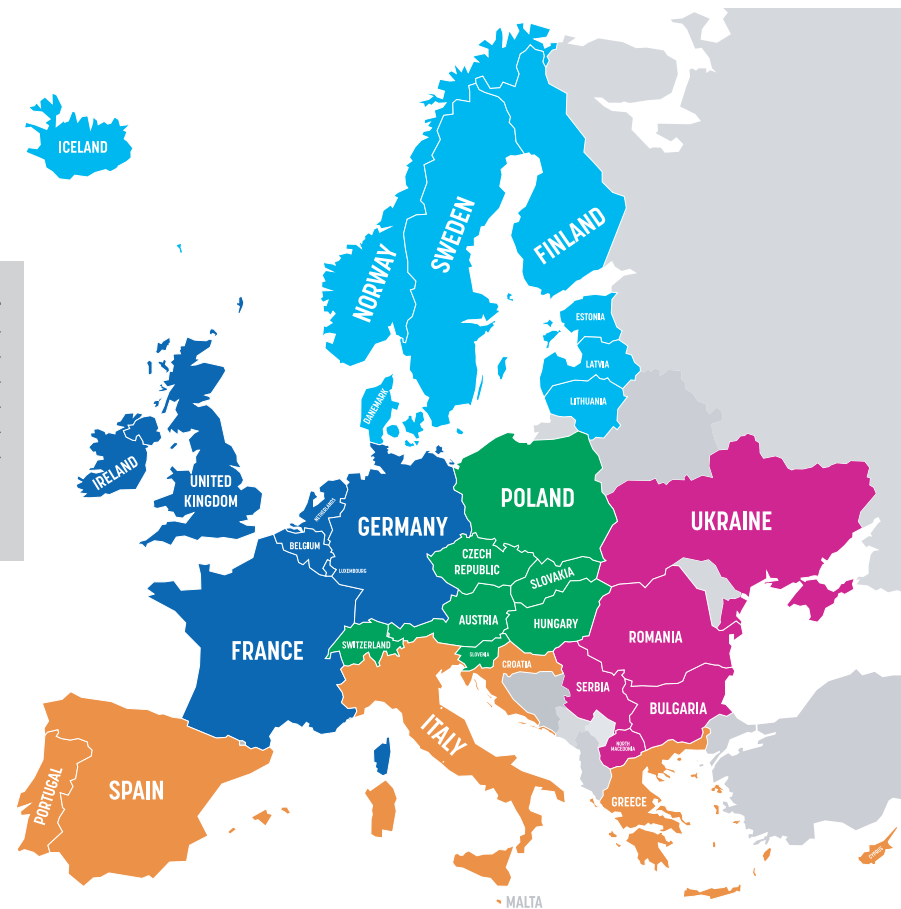 ICELAND
NORWAY
SWEDEN
FINLAND
ESTONIA
LATVIA
LITHUANIA
DANEMARK
IRELAND
UNITED
KINGDOM
NETHERLANDS
BELGIUM
LUXEMBOURG
GERMANY
POLAND
CZECH
REPUBLIC
SLOVAKIA
UKRAINE
AUSTRIA
HUNGARY
SWITZERLAND
SLOVENIA
FRANCE
CROATIA
ROMANIA
SERBIA
BULGARIA
NORTH
MACEDONIA
ITALY
PORTUGAL
SPAIN
GREECE
CYPRUS
MALTA